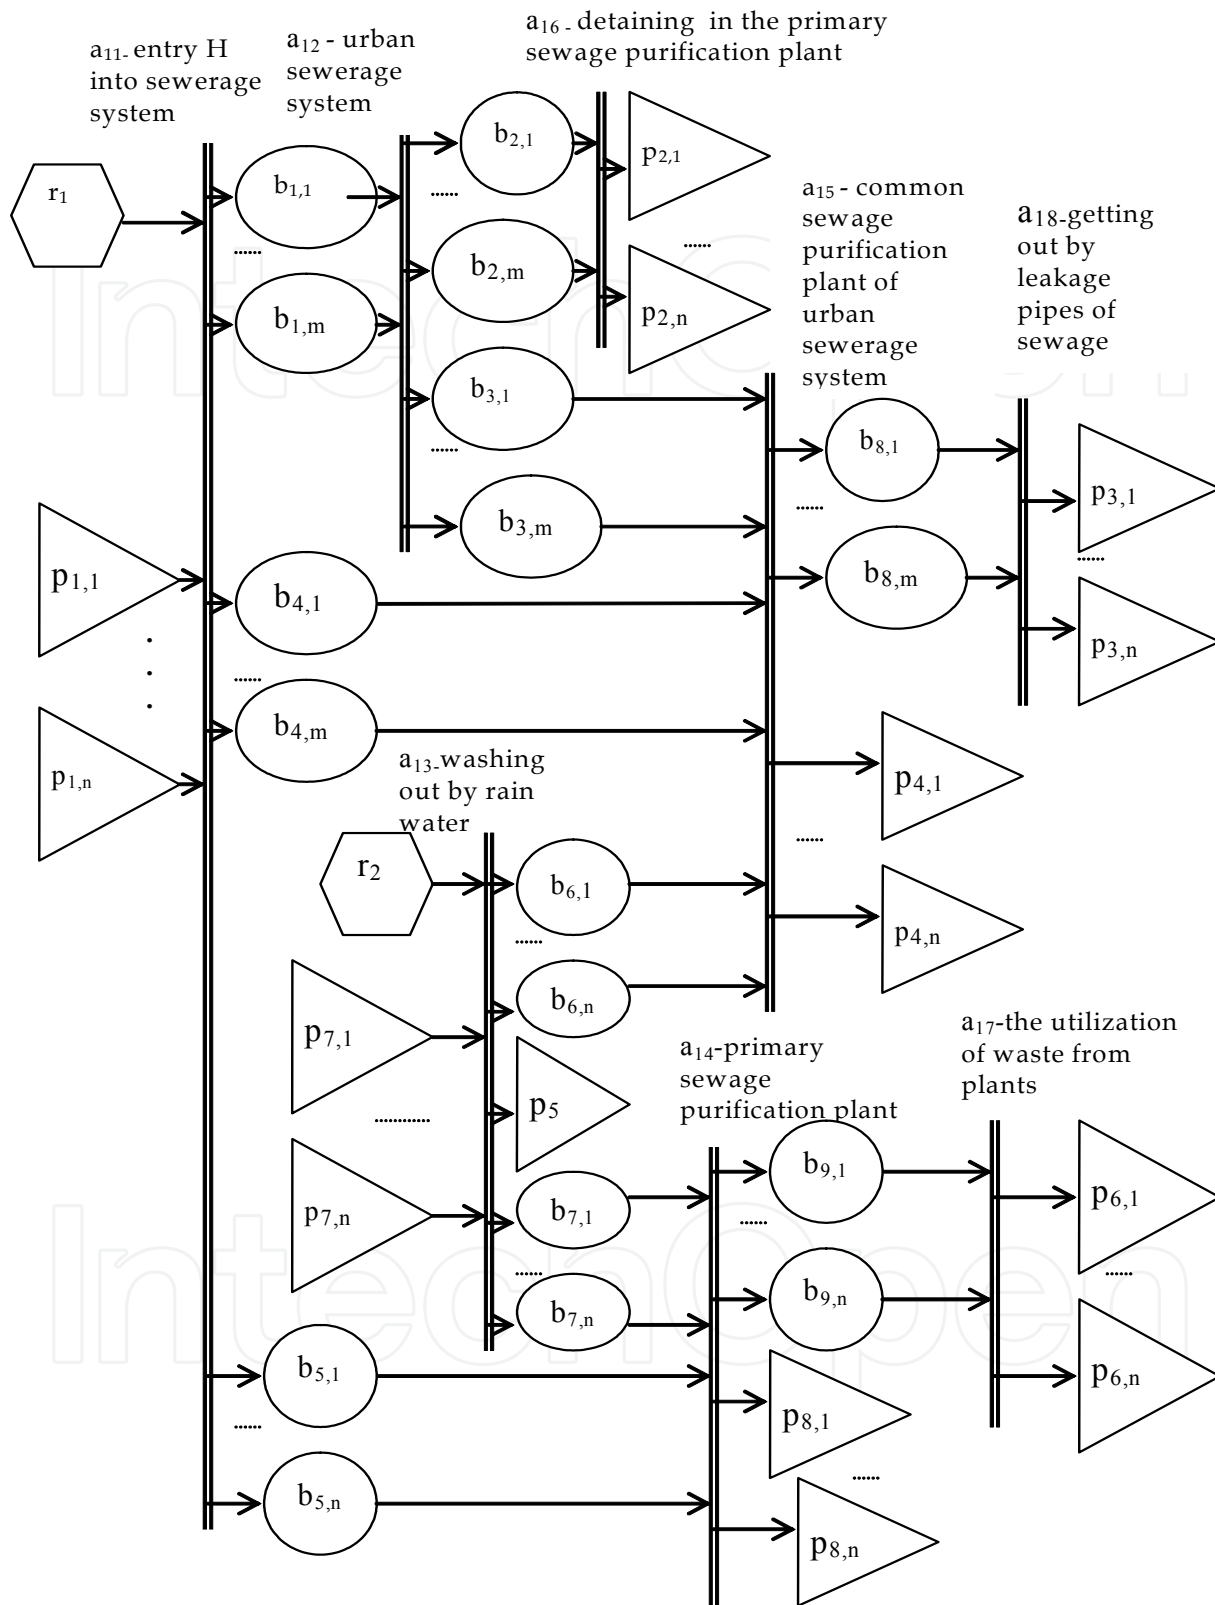 a11- entry H
into sewerage
system
a12 - urban
sewerage
system
a16 - detaining in the primary
sewage purification plant
r1
b1,1
......
b1,m
b2,1
......
b2,m
b3,1
......
b3,m
p2,1
......
p2,n
a15 - common
sewage
purification
plant of
urban
sewerage
system
a18-getting
out by
leakage
pipes of
sewage
b8,1
......
b8,m
p3,1
......
p3,n
p1,1
. . .
p1,n
b4,1
......
b4,m
p4,1
......
p4,n
a13-washing
out by rain
water
r2
b6,1
......
b6,n
p7,1
............
p7,n
p5
b7,1
......
b7,n
a14-primary
sewage
purification plant
a17-the utilization
of waste from
plants
b9,1
......
b9,n
p6,1
......
p6,n
b5,1
......
b5,n
p8,1
......
p8,n
IntechOpen
IntechOpen